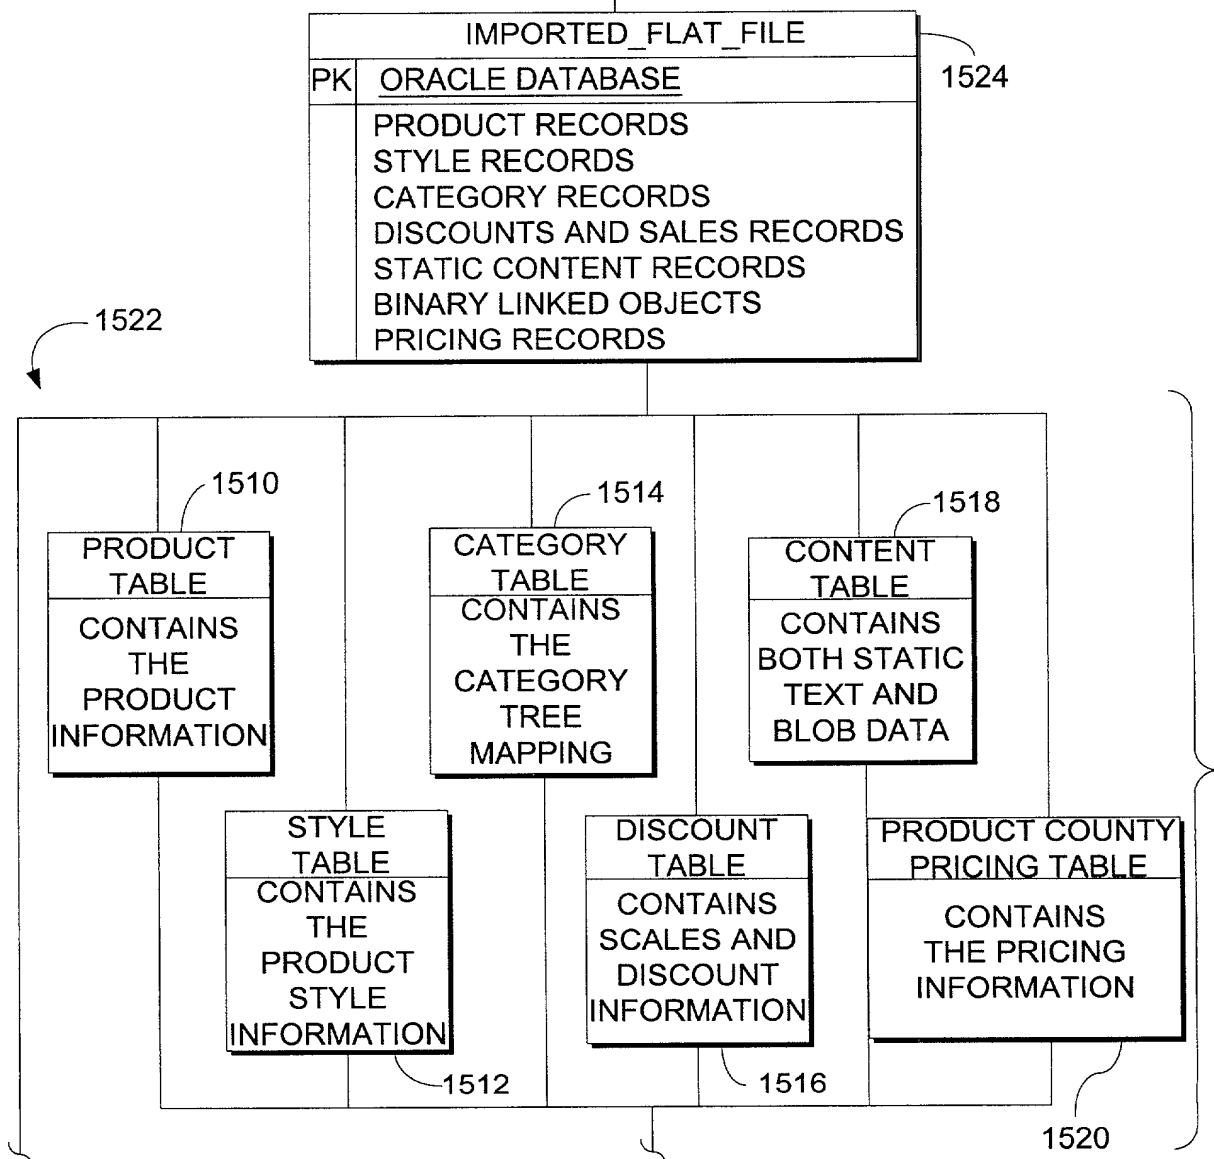 IMPORTED_FLAT_FILE
1524
PK
ORACLE DATABASE
PRODUCT RECORDS
STYLE RECORDS
CATEGORY RECORDS
DISCOUNTS AND SALES RECORDS
STATIC CONTENT RECORDS
BINARY LINKED OBJECTS
PRICING RECORDS
1522
1510
PRODUCT
TABLE
CONTAINS
THE
PRODUCT
INFORMATION
1514
CATEGORY
TABLE
CONTAINS
THE
CATEGORY
TREE
MAPPING
1518
CONTENT
TABLE
CONTAINS
BOTH STATIC
TEXT AND
BLOB DATA
STYLE
TABLE
CONTAINS
THE
PRODUCT
STYLE
INFORMATION
1512
DISCOUNT
TABLE
CONTAINS
SCALES AND
DISCOUNT
INFORMATION
1516
PRODUCT COUNTY
PRICING TABLE
CONTAINS
THE PRICING
INFORMATION
1520